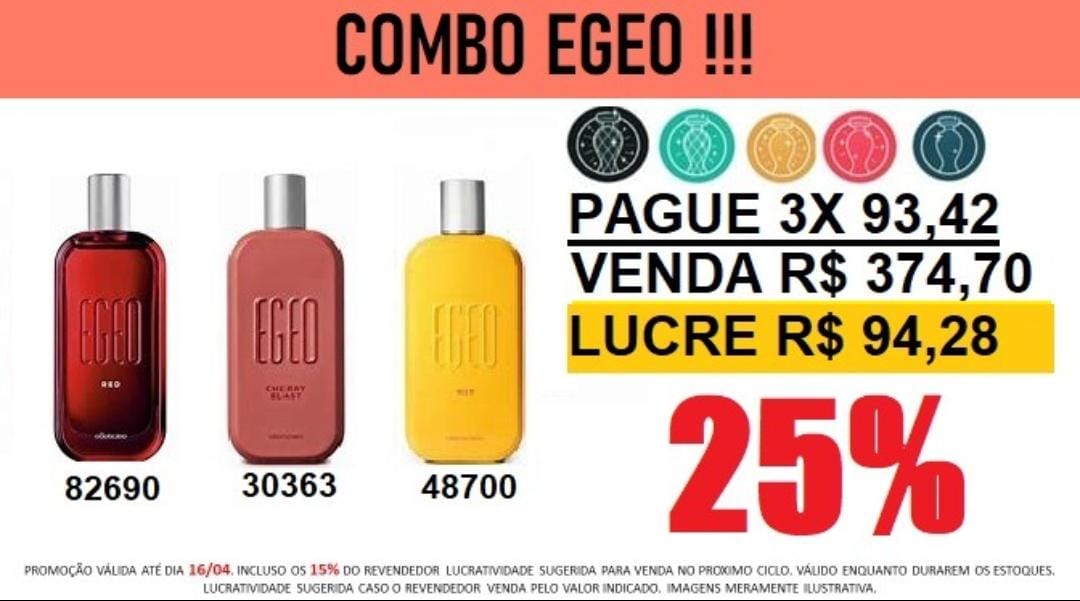 COMBO EGEO !!!
PAGUE 3X 93,42
VENDA R$ 374,70
LUCRE R$ 94,28
25%
EGEO
RED
oBoticário
82690
EGEO
CHERRY
BLAST
30363
EGEO
48700
PROMOÇÃO VÁLIDA ATÉ DIA 16/04. INCLUSO OS 15% DO REVENDEDOR LUCRATIVIDADE SUGERIDA PARA VENDA NO PROXIMO CICLO. VÁLIDO ENQUANTO DURAREM OS ESTOQUES.
LUCRATIVIDADE SUGERIDA CASO O REVENDEDOR VENDA PELO VALOR INDICADO. IMAGENS MERAMENTE ILUSTRATIVA.